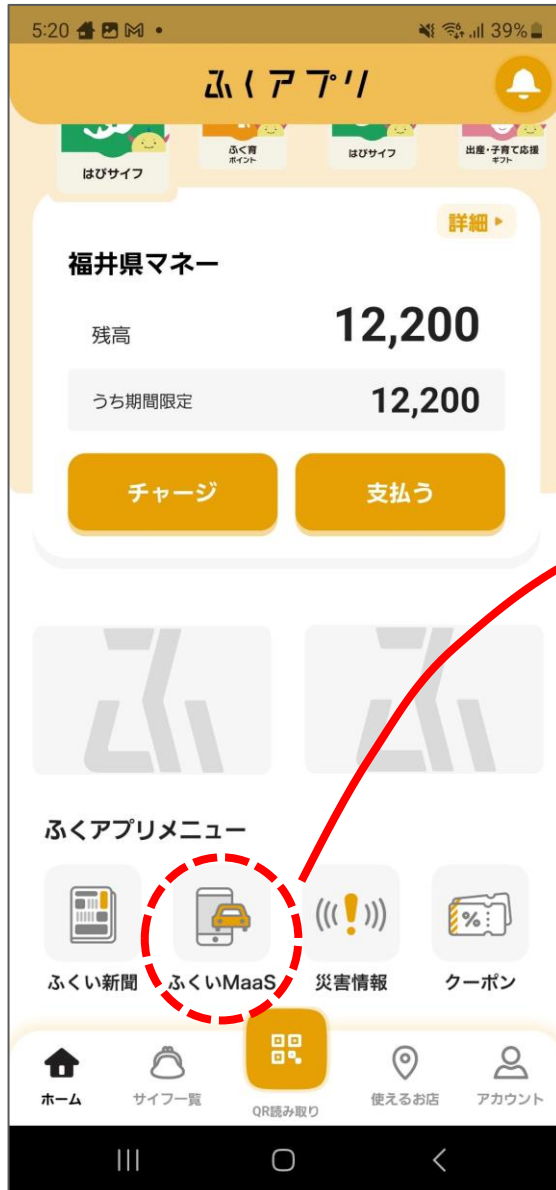 5:20
39%
ふくアプリ
はぴサイフ
ふく育
ポイント
はぴサイフ
出産・子育て応援
ギフト
詳細
福井県マネー
残高 12,200
うち期間限定 12,200
チャージ 支払う
ふくアプリメニュー
ふくい新聞 ふくいMaaS 災害情報 クーポン
ホーム サイフ一覧 QR読み取り 使えるお店 アカウント